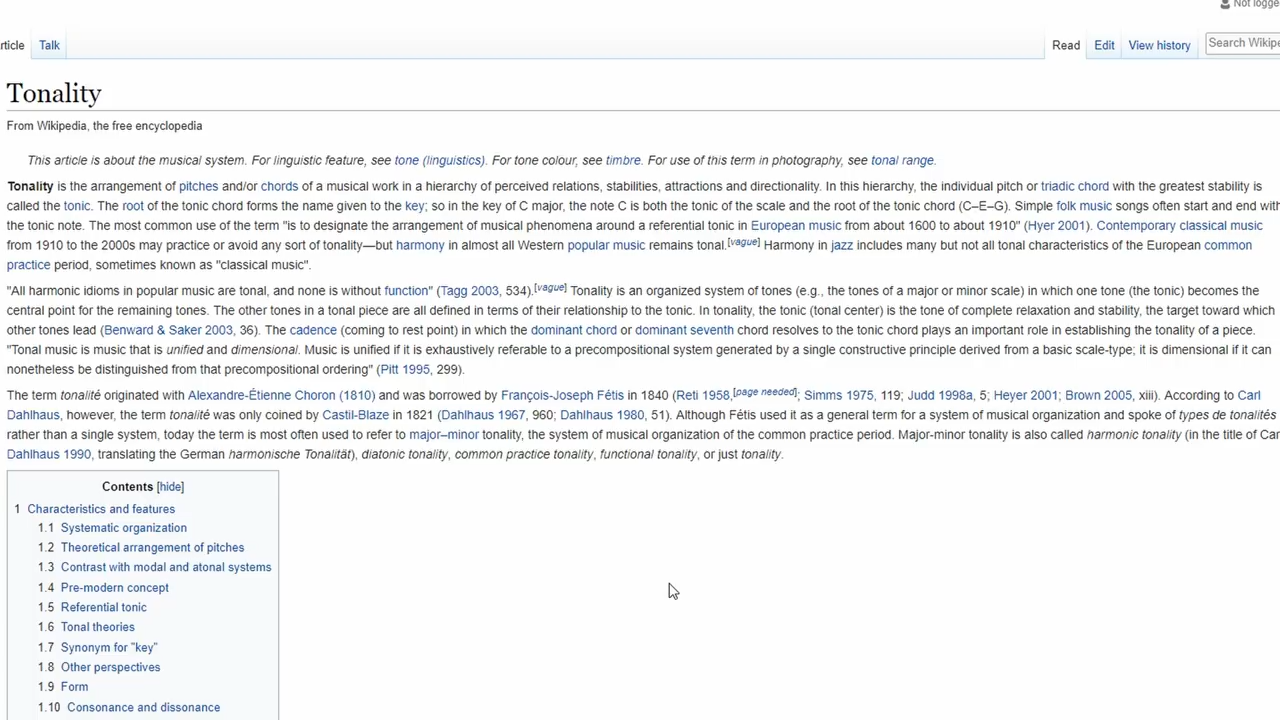 Not logge
rticle Talk Read Edit View history Search Wikipe
Tonality
From Wikipedia, the free encyclopedia
This article is about the musical system. For linguistic feature, see tone (linguistics). For tone colour, see timbre. For use of this term in photography, see tonal range.
Tonality is the arrangement of pitches and/or chords of a musical work in a hierarchy of perceived relations, stabilities, attractions and directionality. In this hierarchy, the individual pitch or triadic chord with the greatest stability is
called the tonic. The root of the tonic chord forms the name given to the key; so in the key of C major, the note C is both the tonic of the scale and the root of the tonic chord (C–E–G). Simple folk music songs often start and end with
the tonic note. The most common use of the term "is to designate the arrangement of musical phenomena around a referential tonic in European music from about 1600 to about 1910" (Hyer 2001). Contemporary classical music
from 1910 to the 2000s may practice or avoid any sort of tonality—but harmony in almost all Western popular music remains tonal.[vague] Harmony in jazz includes many but not all tonal characteristics of the European common
practice period, sometimes known as "classical music".
"All harmonic idioms in popular music are tonal, and none is without function" (Tagg 2003, 534).[vague] Tonality is an organized system of tones (e.g., the tones of a major or minor scale) in which one tone (the tonic) becomes the
central point for the remaining tones. The other tones in a tonal piece are all defined in terms of their relationship to the tonic. In tonality, the tonic (tonal center) is the tone of complete relaxation and stability, the target toward which
other tones lead (Benward & Saker 2003, 36). The cadence (coming to rest point) in which the dominant chord or dominant seventh chord resolves to the tonic chord plays an important role in establishing the tonality of a piece.
"Tonal music is music that is unified and dimensional. Music is unified if it is exhaustively referable to a precompositional system generated by a single constructive principle derived from a basic scale-type; it is dimensional if it can
nonetheless be distinguished from that precompositional ordering" (Pitt 1995, 299).
The term tonalité originated with Alexandre-Étienne Choron (1810) and was borrowed by François-Joseph Fétis in 1840 (Reti 1958,[page needed]; Simms 1975, 119; Judd 1998a, 5; Heyer 2001; Brown 2005, xiii). According to Carl
Dahlhaus, however, the term tonalité was only coined by Castil-Blaze in 1821 (Dahlhaus 1967, 960; Dahlhaus 1980, 51). Although Fétis used it as a general term for a system of musical organization and spoke of types de tonalités
rather than a single system, today the term is most often used to refer to major–minor tonality, the system of musical organization of the common practice period. Major-minor tonality is also called harmonic tonality (in the title of Car
Dahlhaus 1990, translating the German harmonische Tonalität), diatonic tonality, common practice tonality, functional tonality, or just tonality.
Contents [hide]
1 Characteristics and features
1.1 Systematic organization
1.2 Theoretical arrangement of pitches
1.3 Contrast with modal and atonal systems
1.4 Pre-modern concept
1.5 Referential tonic
1.6 Tonal theories
1.7 Synonym for "key"
1.8 Other perspectives
1.9 Form
1.10 Consonance and dissonance